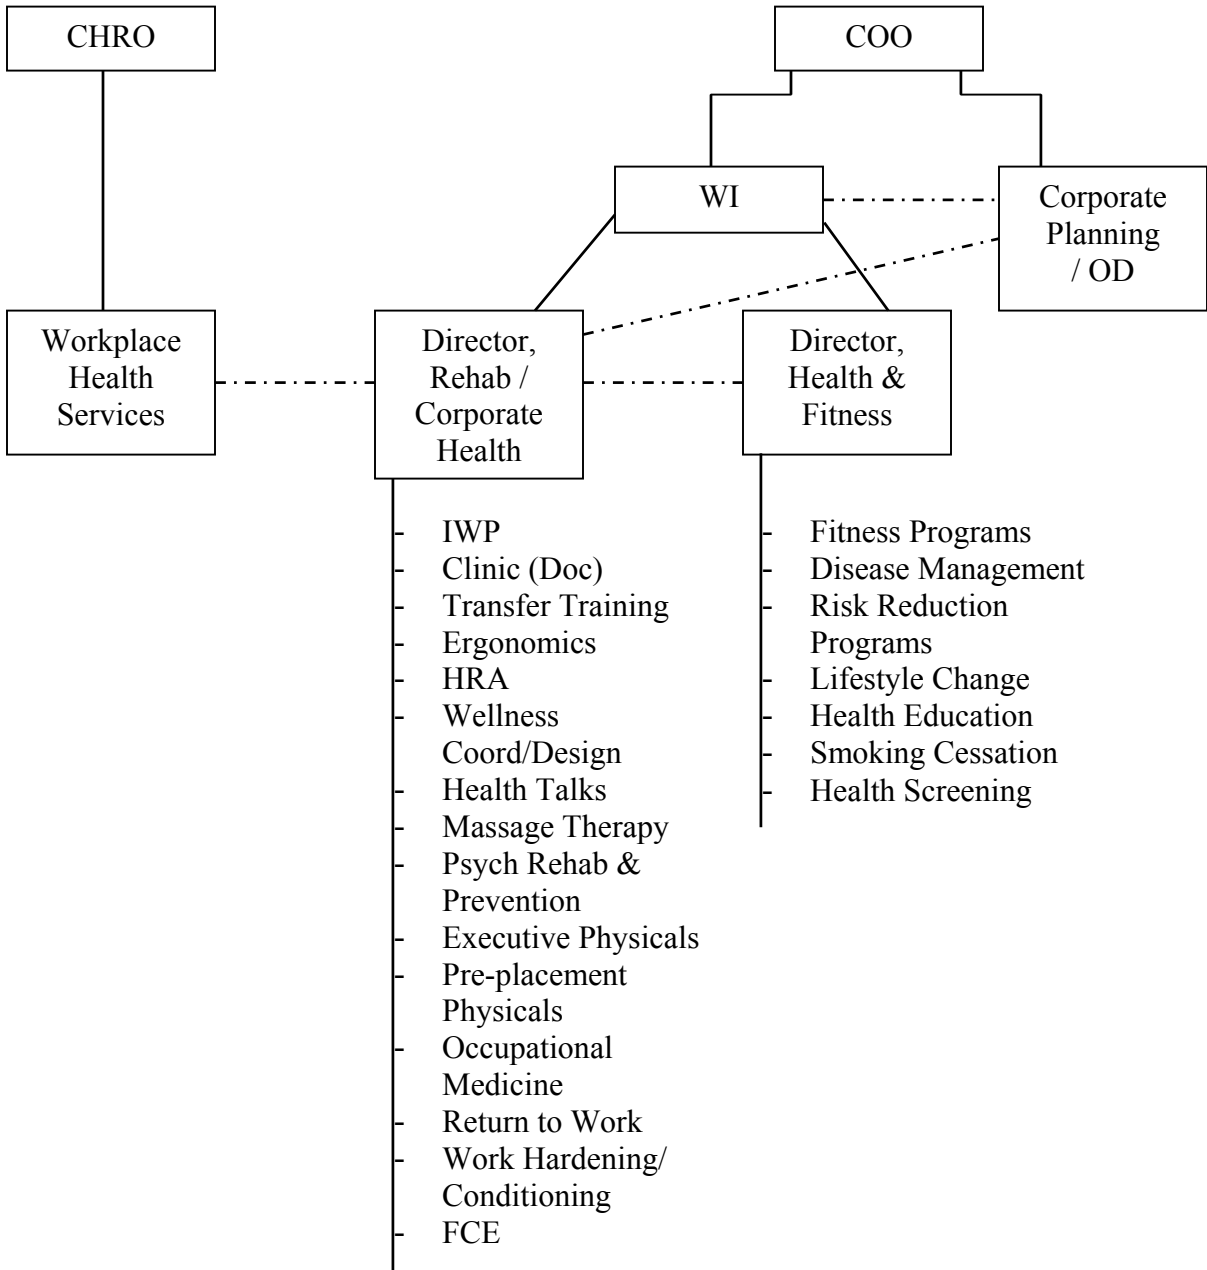 CHRO
COO
WI
Corporate
Planning
/ OD
Workplace
Health
Services
Director,
Rehab /
Corporate
Health
Director,
Health &
Fitness
- IWP
- Clinic (Doc)
- Transfer Training
- Ergonomics
- HRA
- Wellness
Coord/Design
- Health Talks
- Massage Therapy
- Psych Rehab &
Prevention
- Executive Physicals
- Pre-placement
Physicals
- Occupational
Medicine
- Return to Work
- Work Hardening/
Conditioning
- FCE
- Fitness Programs
- Disease Management
- Risk Reduction
- Programs
- Lifestyle Change
- Health Education
- Smoking Cessation
- Health Screening